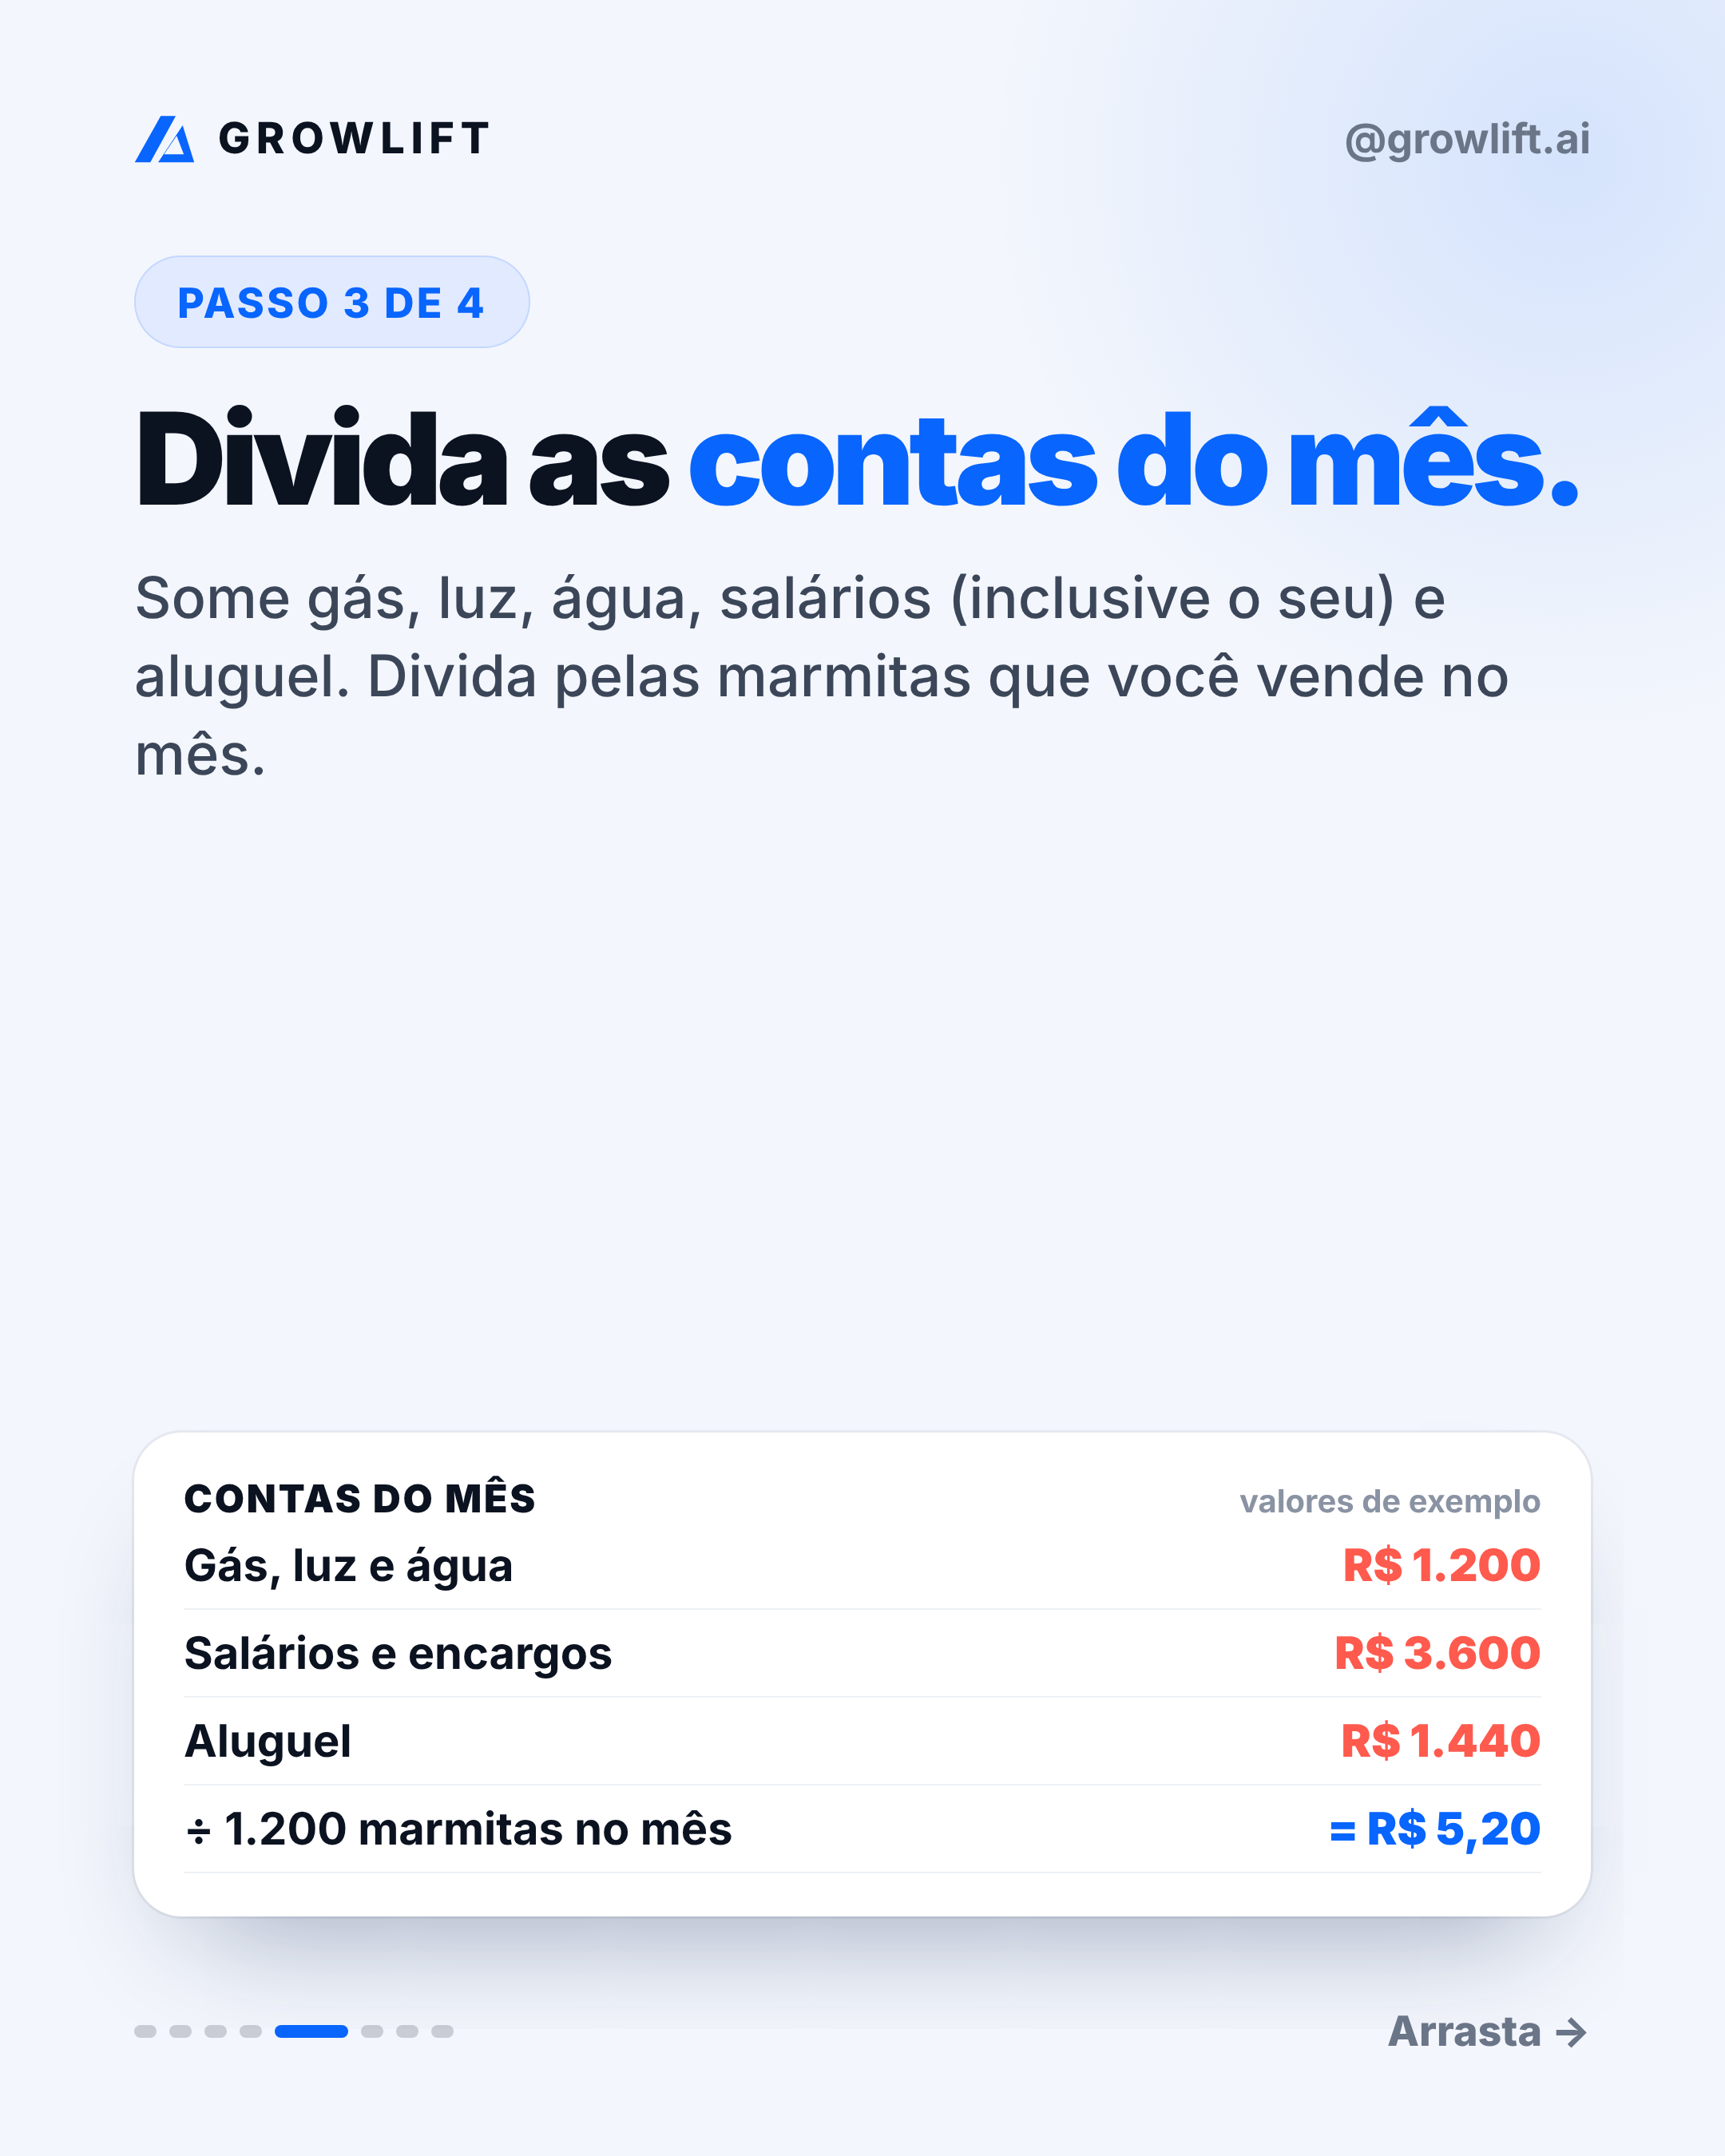 GROWLIFT
@growlift.ai
PASSO 3 DE 4
Divida as contas do mês.
Some gás, luz, água, salários (inclusive o seu) e
aluguel. Divida pelas marmitas que você vende no
mês.
CONTAS DO MÊS
valores de exemplo
Gás, luz e água
R$ 1.200
Salários e encargos
R$ 3.600
Aluguel
R$ 1.440
÷ 1.200 marmitas no mês
= R$ 5,20
Arrasta →